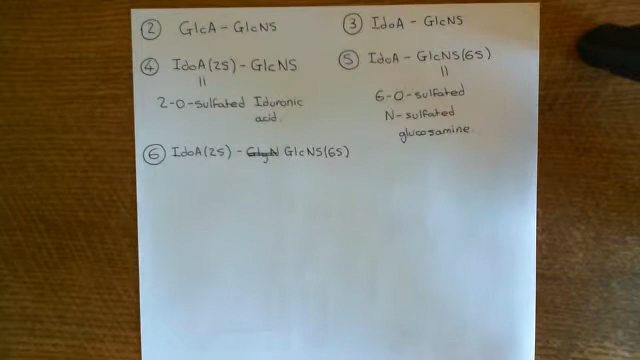 ② GlcA - GlcNS
③ IdoA - GlcNS
④ IdoA(2S) - GlcNS
=
2-O-sulfated Iduronic
acid.
⑤ IdoA - GlcNS(6S)
=
6-O-sulfated
N-sulfated
glucosamine.
⑥ IdoA(2S) - GlcNS(6S)